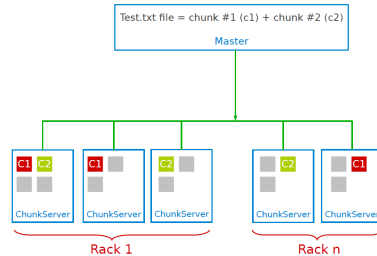 Test.txt file = chunk #1 (c1) + chunk #2 (c2)
Master
C1 C2 C1 C2 C2 C1
ChunkServer ChunkServer ChunkServer ChunkServer ChunkServer
Rack 1 Rack n